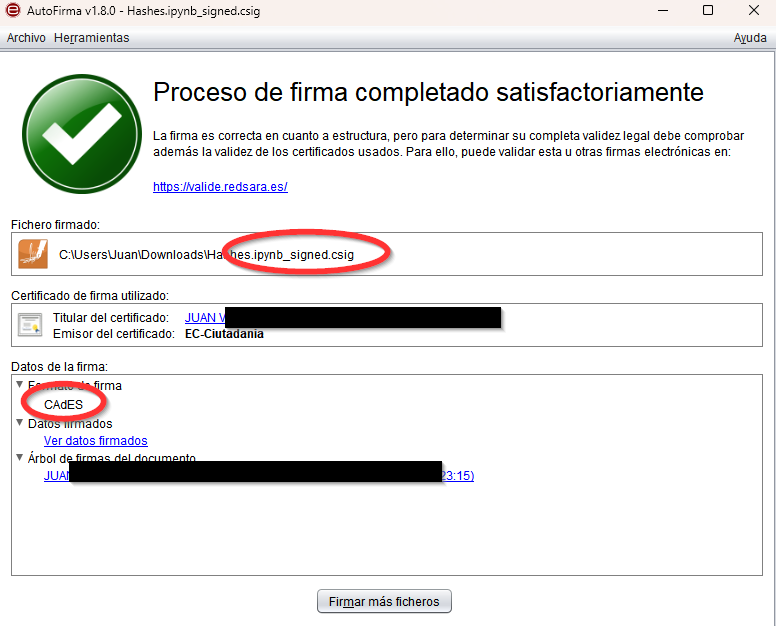 AutoFirma v1.8.0 - Hashes.ipynb_signed.csig
Archivo Herramientas Ayuda
Proceso de firma completado satisfactoriamente
La firma es correcta en cuanto a estructura, pero para determinar su completa validez legal debe comprobar
además la validez de los certificados usados. Para ello, puede validar esta u otras firmas electrónicas en:
https://valide.redsara.es/
Fichero firmado:
C:\Users\Juan\Downloads\Hashes.ipynb_signed.csig
Certificado de firma utilizado:
Titular del certificado: JUAN V
Emisor del certificado: EC-Ciutadania
Datos de la firma:
Formato de firma
CAdES
Datos firmados
Ver datos firmados
Árbol de firmas del documento
JUAN 23:15)
Firmar más ficheros